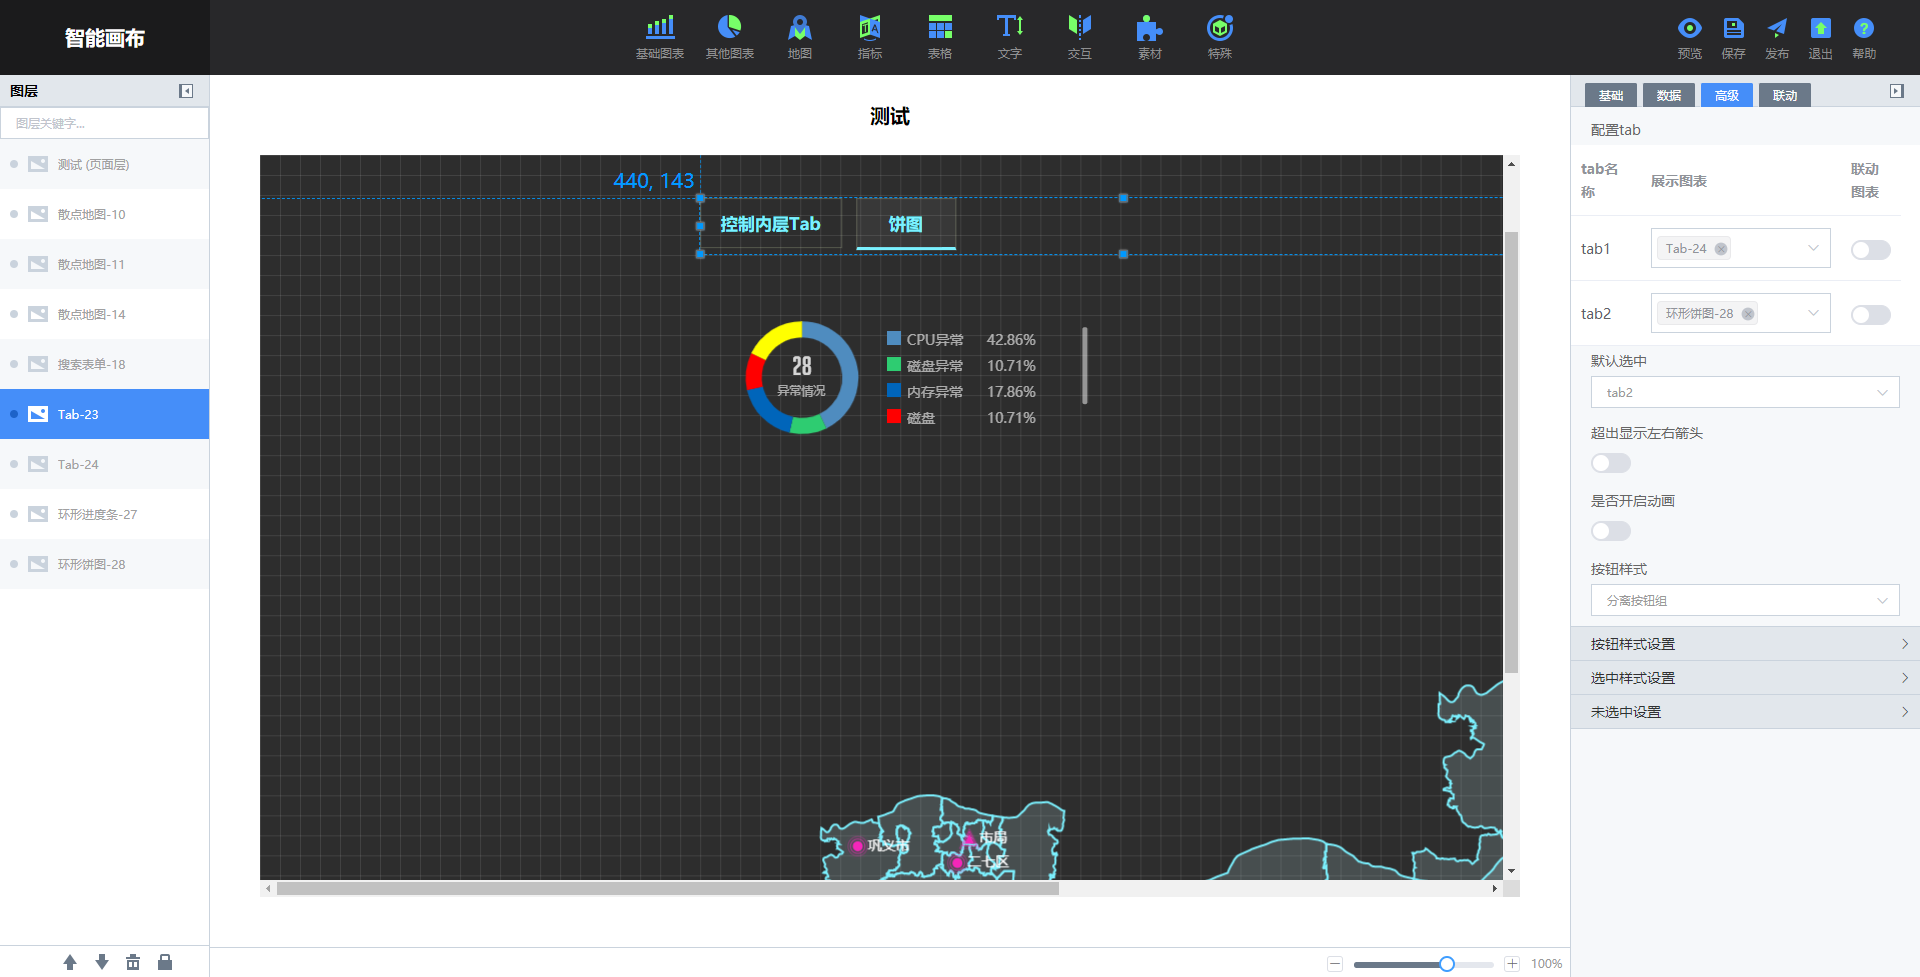 智能画布
基础图表
其他图表
地图
指标
表格
文字
交互
素材
特殊
预览
保存
发布
退出
帮助
图层
图层关键字...
测试 (页面层)
散点地图-10
散点地图-11
散点地图-14
搜索表单-18
Tab-23
Tab-24
环形进度条-27
环形饼图-28
测试
440, 143
控制内层Tab
饼图
28
异常情况
CPU异常 42.86%
磁盘异常 10.71%
内存异常 17.86%
磁盘 10.71%
巩义市
布局
二七区
100%
基础
数据
高级
联动
配置tab
tab名称
展示图表
联动图表
tab1
Tab-24
tab2
环形饼图-28
默认选中
tab2
超出显示左右箭头
是否开启动画
按钮样式
分离按钮组
按钮样式设置
选中样式设置
未选中设置